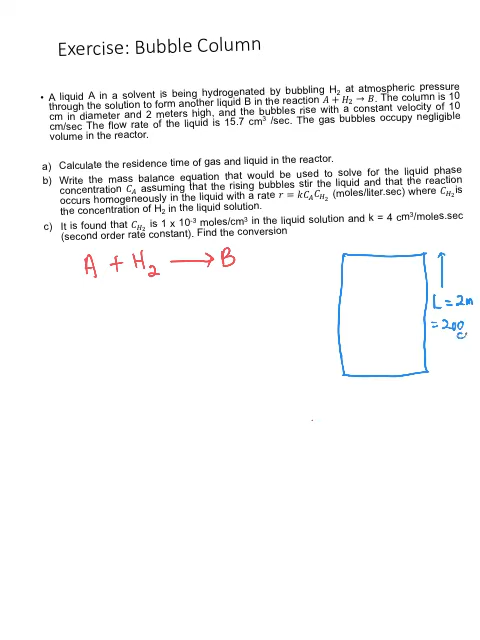 Exercise: Bubble Column
• A liquid A in a solvent is being hydrogenated by bubbling H₂ at atmospheric pressure
through the solution to form another liquid B in the reaction A + H₂ → B. The column is 10
cm in diameter and 2 meters high, and the bubbles rise with a constant velocity of 10
cm/sec The flow rate of the liquid is 15.7 cm³ /sec. The gas bubbles occupy negligible
volume in the reactor.
a) Calculate the residence time of gas and liquid in the reactor.
b) Write the mass balance equation that would be used to solve for the liquid phase
concentration C_A assuming that the rising bubbles stir the liquid and that the reaction
occurs homogeneously in the liquid with a rate r = kC_AC_H₂ (moles/liter.sec) where C_H₂ is
the concentration of H₂ in the liquid solution.
c) It is found that C_H₂ is 1 x 10⁻³ moles/cm³ in the liquid solution and k = 4 cm³/moles.sec
(second order rate constant). Find the conversion
A + H₂ → B
L = 2m
= 200